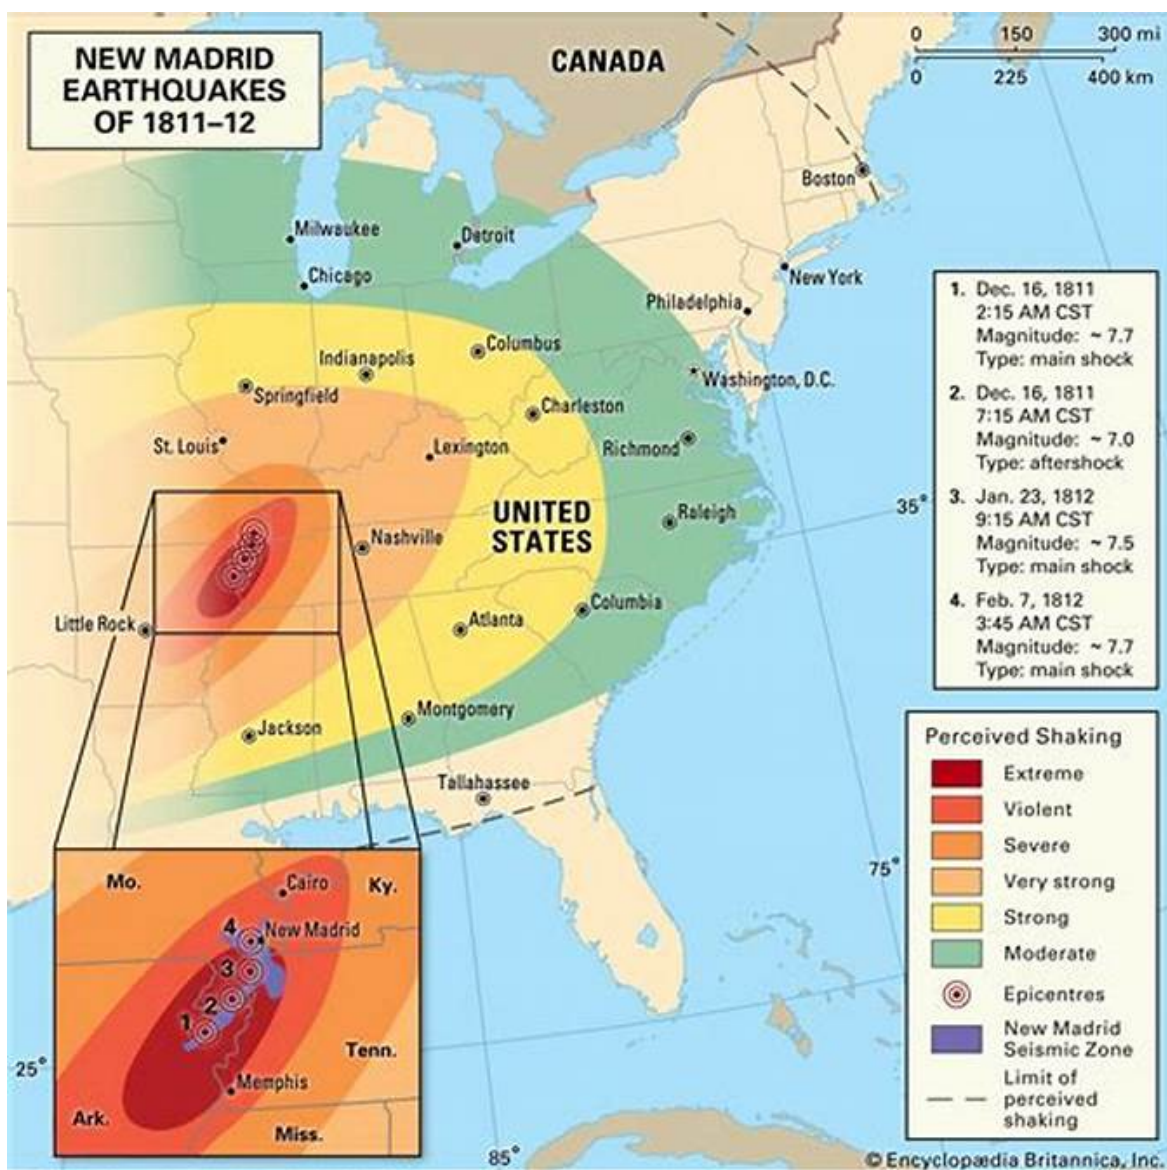 NEW MADRID
EARTHQUAKES
OF 1811–12
CANADA
0 150 300 mi
0 225 400 km
Boston
Milwaukee
Detroit
Chicago
New York
Philadelphia
Columbus
Indianapolis
Washington, D.C.
Springfield
Charleston
St. Louis
Lexington
Richmond
UNITED
STATES
Raleigh
35°
Nashville
Little Rock
Atlanta
Columbia
Montgomery
Jackson
Tallahassee
75°
1. Dec. 16, 1811
2:15 AM CST
Magnitude: ~ 7.7
Type: main shock
2. Dec. 16, 1811
7:15 AM CST
Magnitude: ~ 7.0
Type: aftershock
3. Jan. 23, 1812
9:15 AM CST
Magnitude: ~ 7.5
Type: main shock
4. Feb. 7, 1812
3:45 AM CST
Magnitude: ~ 7.7
Type: main shock
Perceived Shaking
Extreme
Violent
Severe
Very strong
Strong
Moderate
Epicentres
New Madrid
Seismic Zone
Limit of
perceived
shaking
Mo.
Cairo
Ky.
4
New Madrid
3
2
1
Tenn.
Memphis
Ark.
Miss.
25°
85°
© Encyclopædia Britannica, Inc.